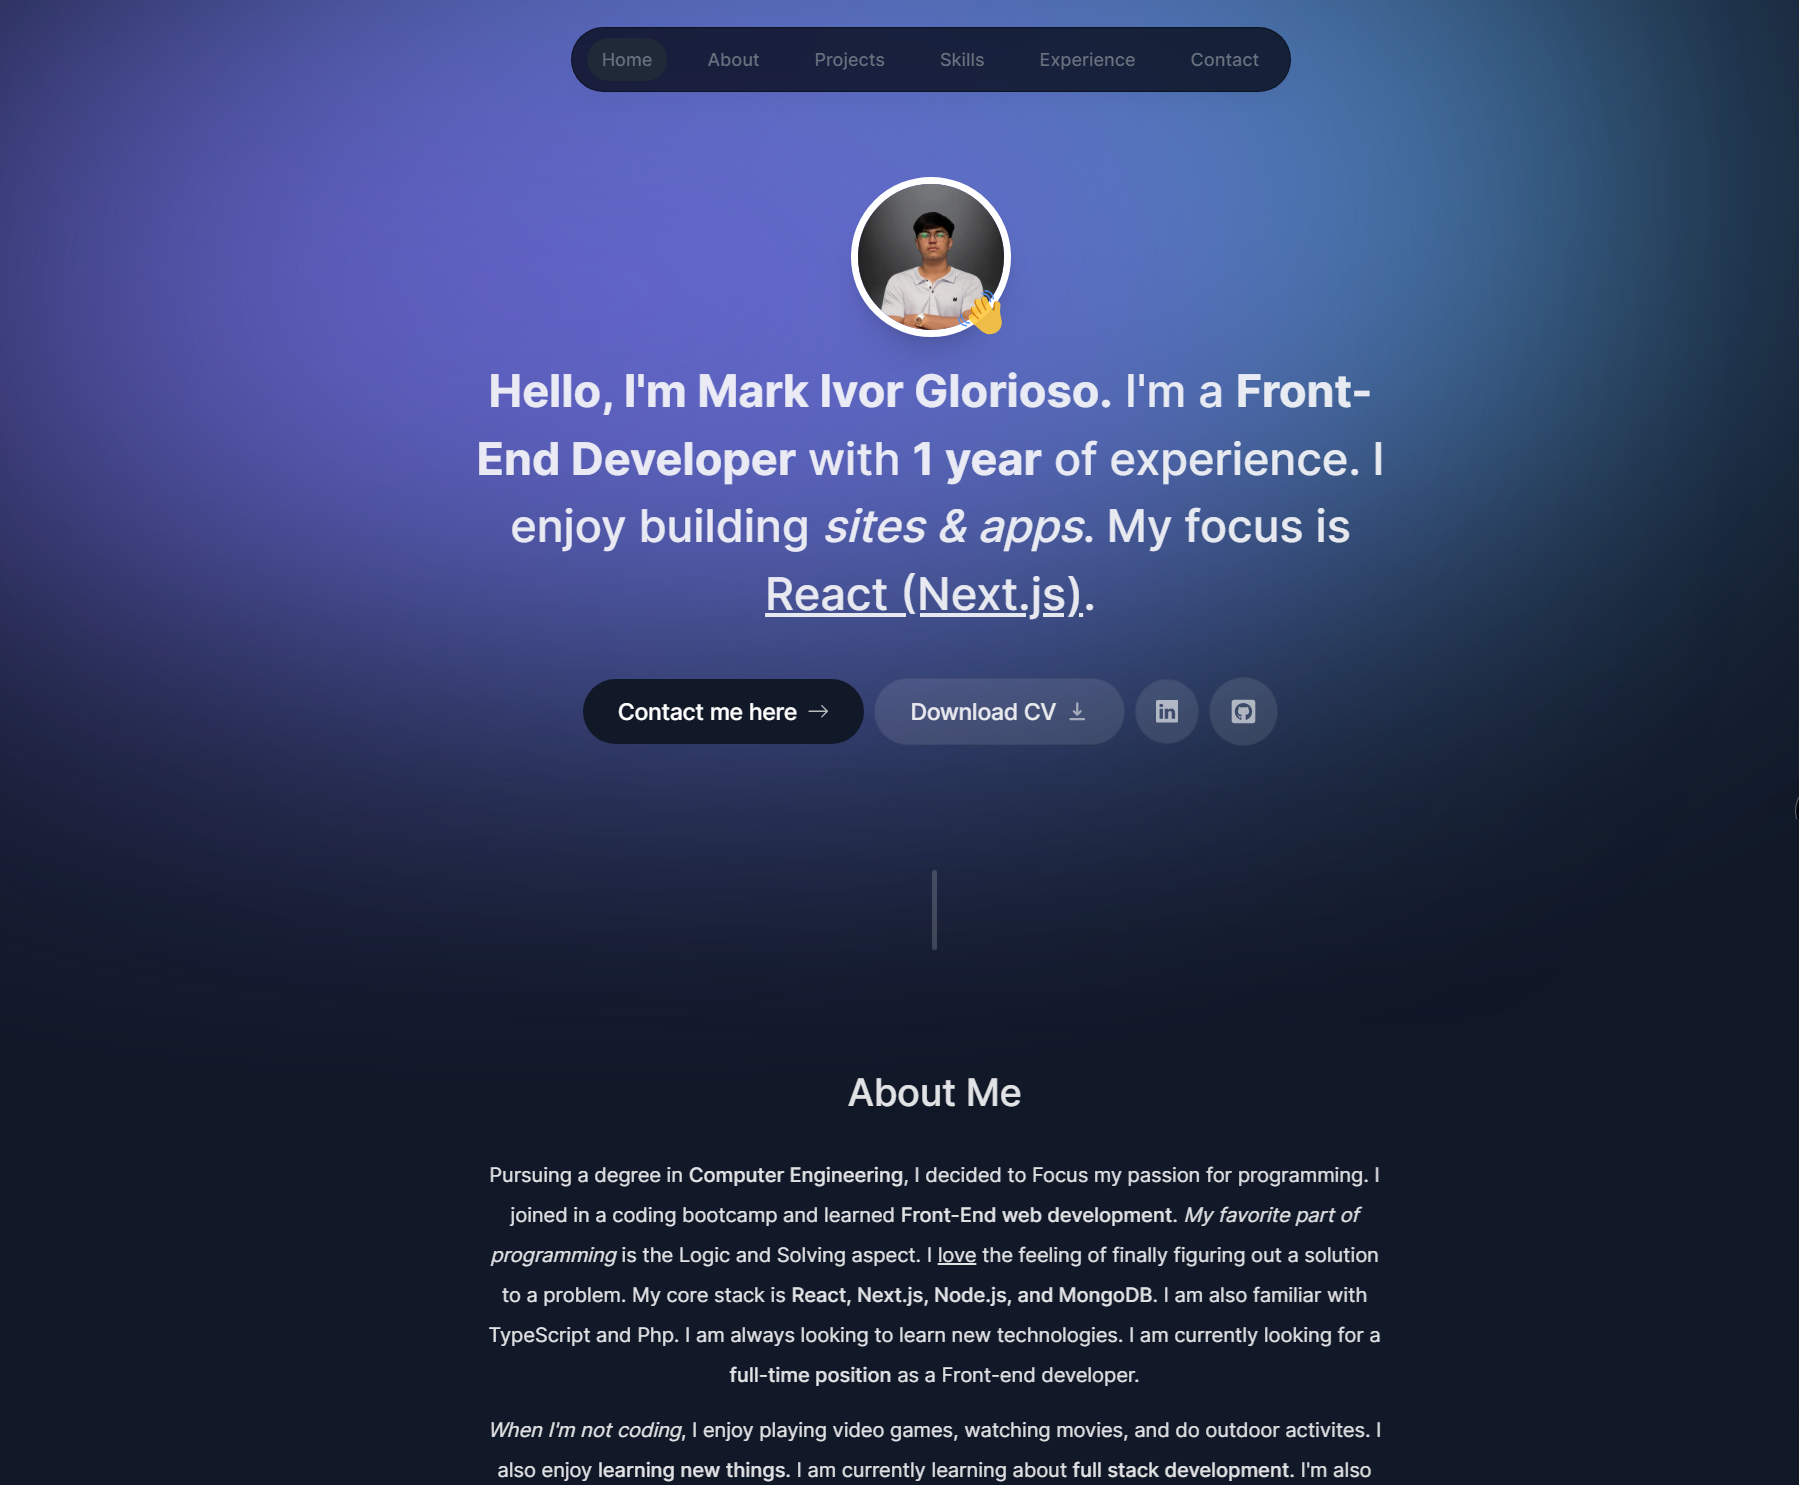 Home About Projects Skills Experience Contact
Hello, I'm Mark Ivor Glorioso. I'm a Front-
End Developer with 1 year of experience. I
enjoy building sites & apps. My focus is
React (Next.js).
Contact me here Download CV in
About Me
Pursuing a degree in Computer Engineering, I decided to Focus my passion for programming. I
joined in a coding bootcamp and learned Front-End web development. My favorite part of
programming is the Logic and Solving aspect. I love the feeling of finally figuring out a solution
to a problem. My core stack is React, Next.js, Node.js, and MongoDB. I am also familiar with
TypeScript and Php. I am always looking to learn new technologies. I am currently looking for a
full-time position as a Front-end developer.
When I'm not coding, I enjoy playing video games, watching movies, and do outdoor activites. I
also enjoy learning new things. I am currently learning about full stack development. I'm also